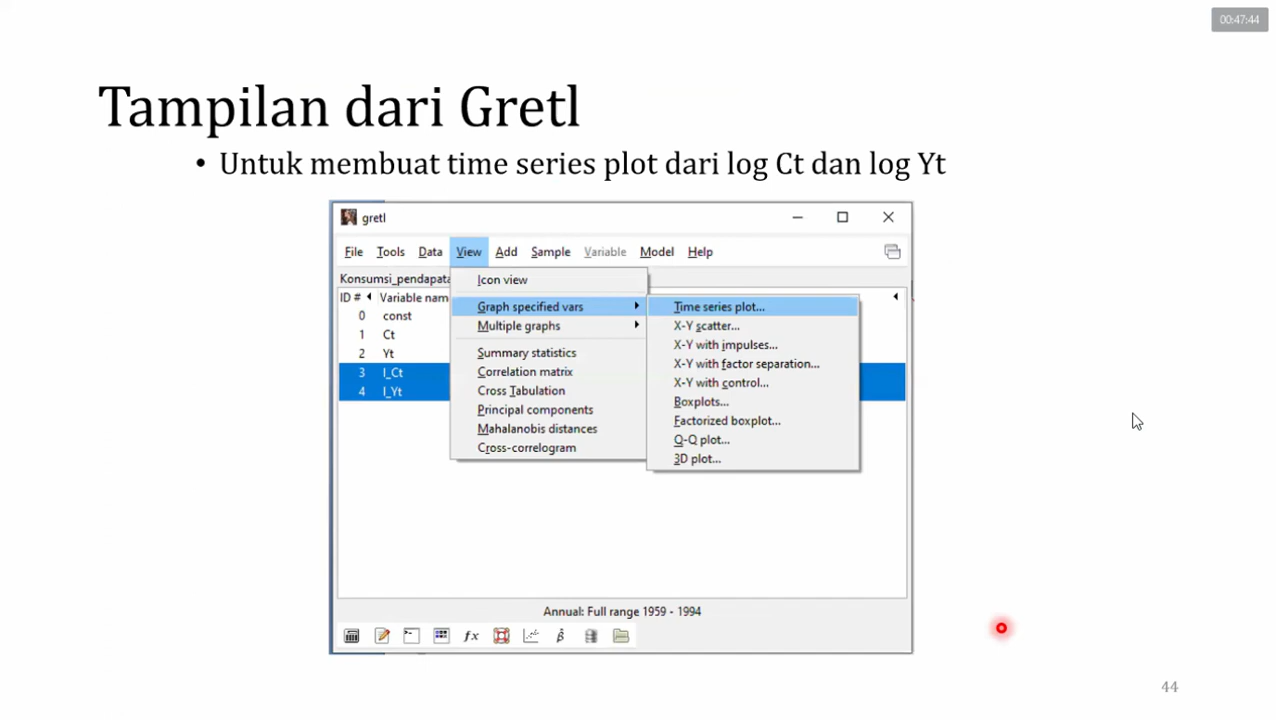 00:47:44
Tampilan dari Gretl
• Untuk membuat time series plot dari log Ct dan log Yt
gretl
File Tools Data View Add Sample Variable Model Help
Konsumsi_pendapata
Icon view
ID # Variable nam
Graph specified vars
Time series plot...
0 const
Multiple graphs
X-Y scatter...
1 Ct
X-Y with impulses...
2 Yt
Summary statistics
X-Y with factor separation...
3 l_Ct
Correlation matrix
X-Y with control...
4 l_Yt
Cross Tabulation
Boxplots...
Principal components
Factorized boxplot...
Mahalanobis distances
Q-Q plot...
Cross-correlogram
3D plot...
Annual: Full range 1959 - 1994
fx
β̂
44